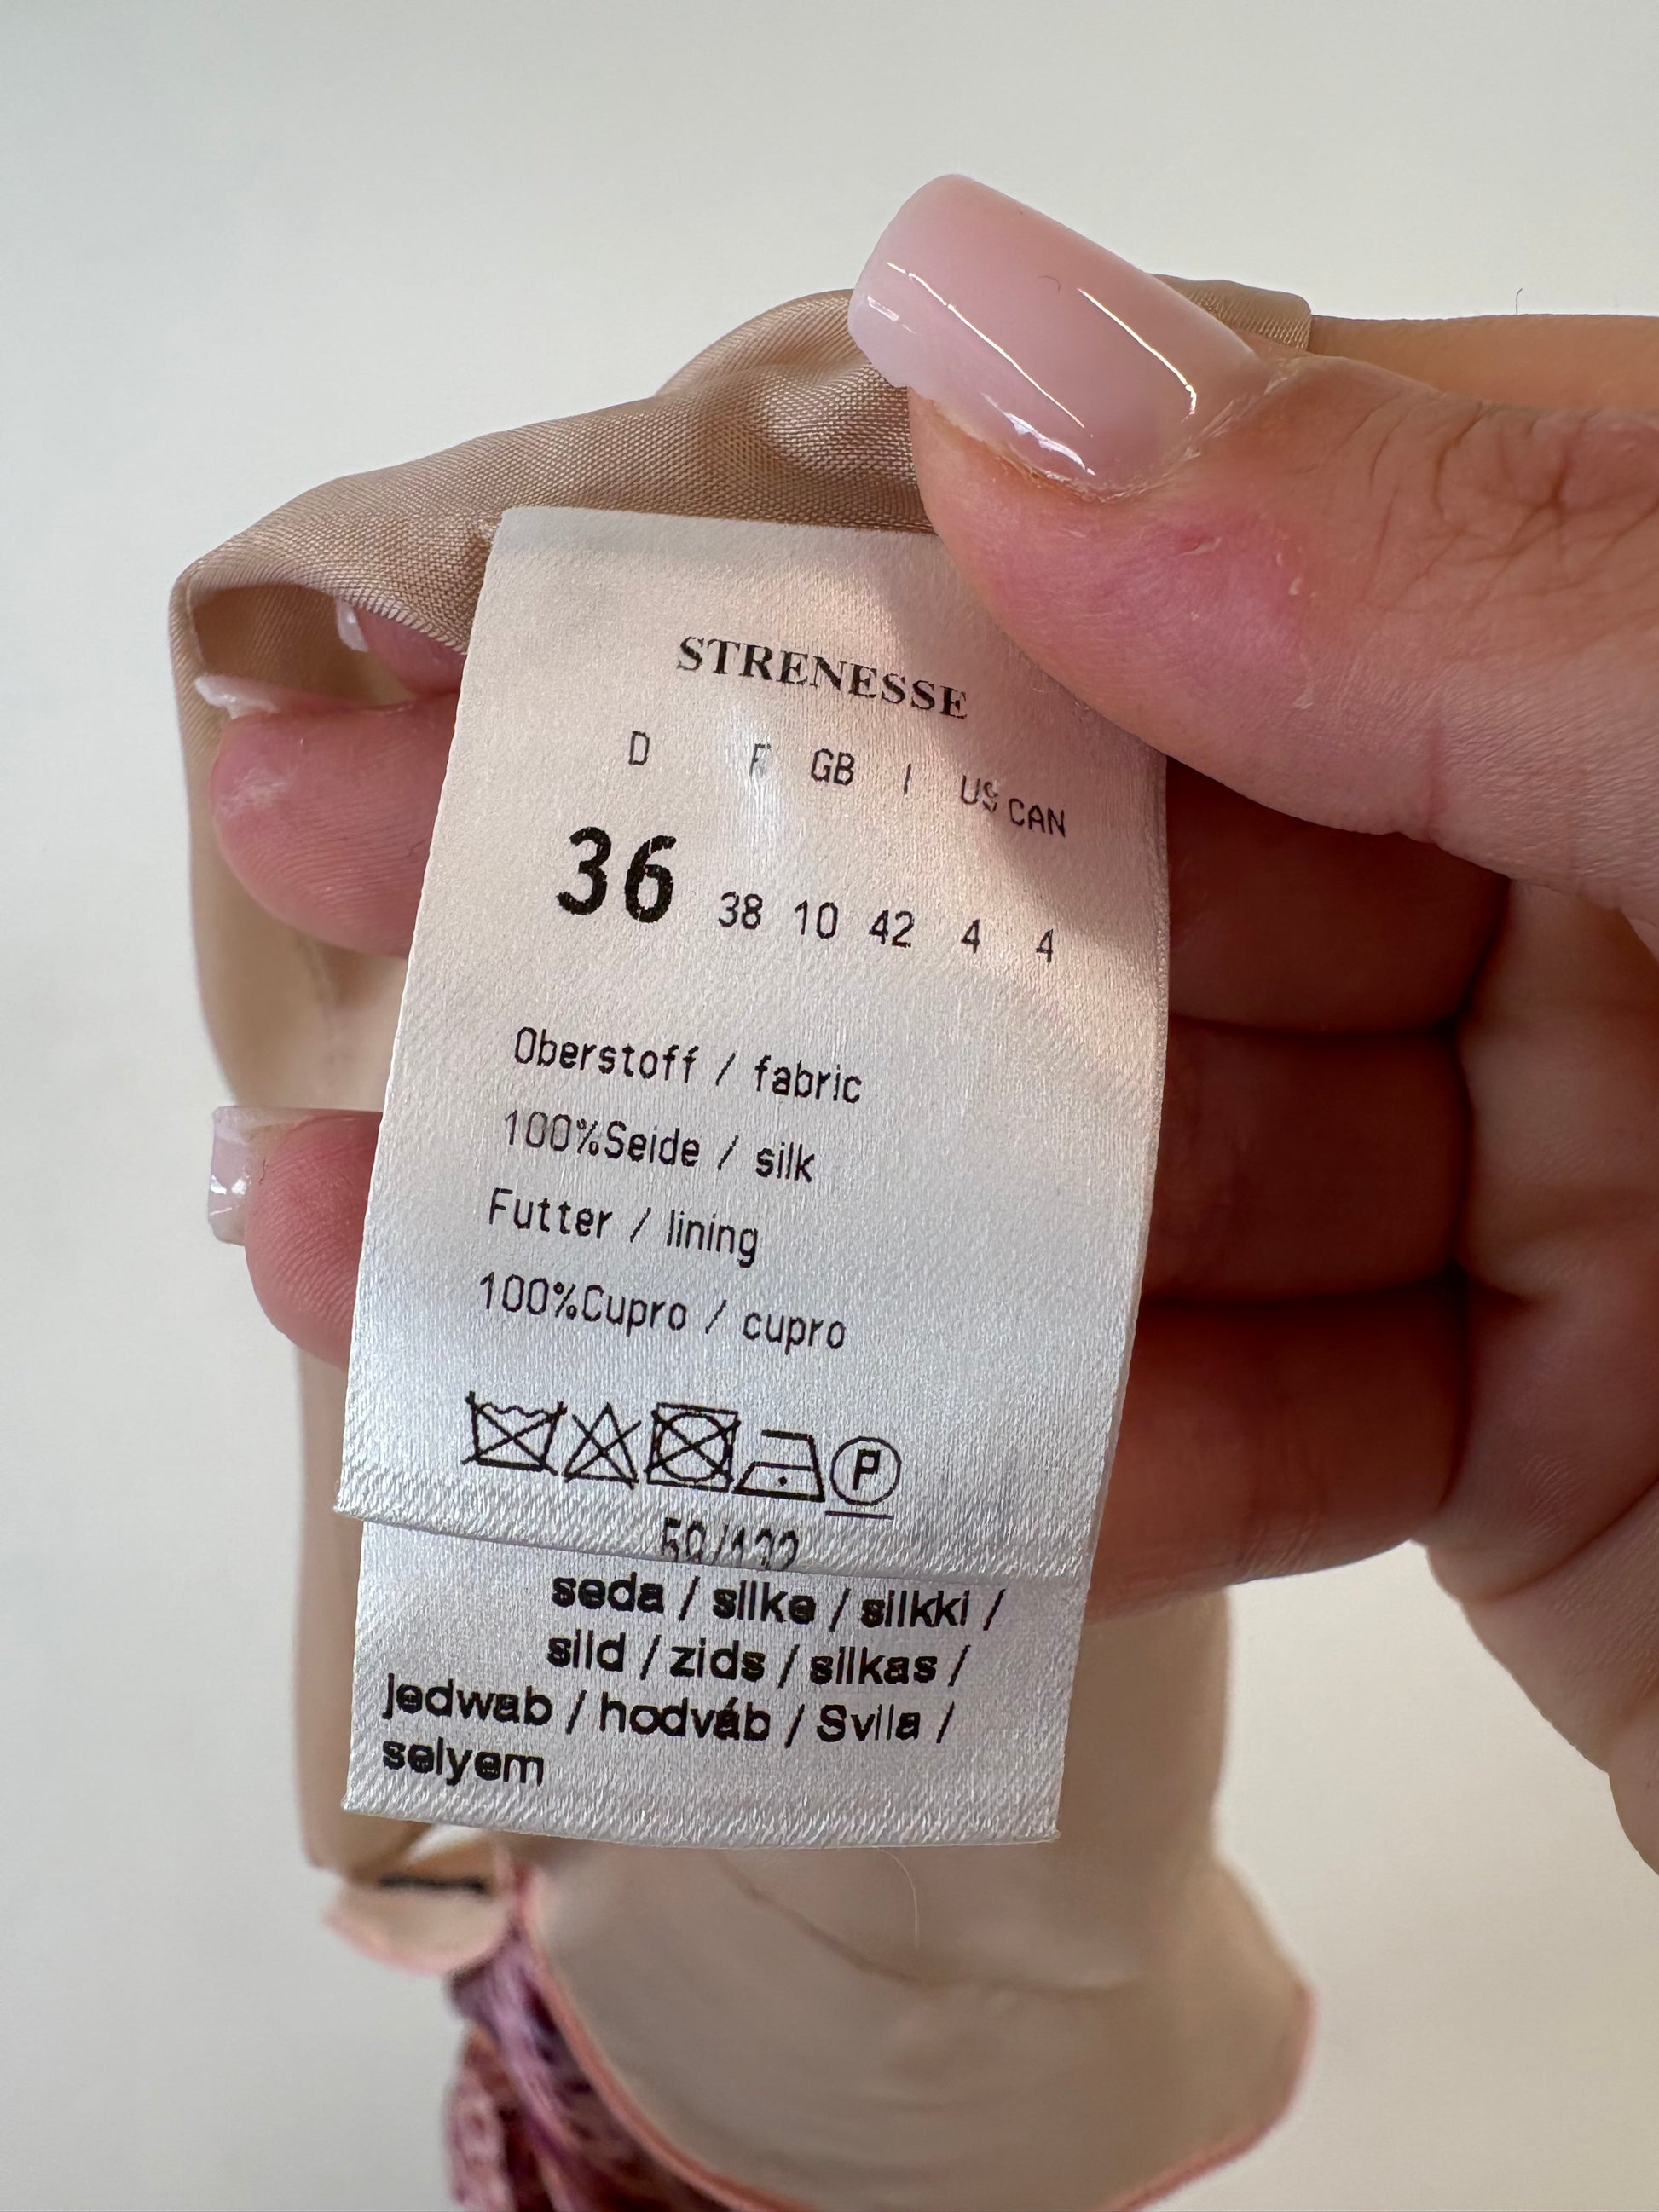 STRENESSE
D F GB I US CAN
36 38 10 42 4 4
Oberstoff / fabric
100%Seide / silk
Futter / lining
100%Cupro / cupro
P
seda / silke / silkki /
siid / zids / silkas /
jedwab / hodváb / Svila /
selyem